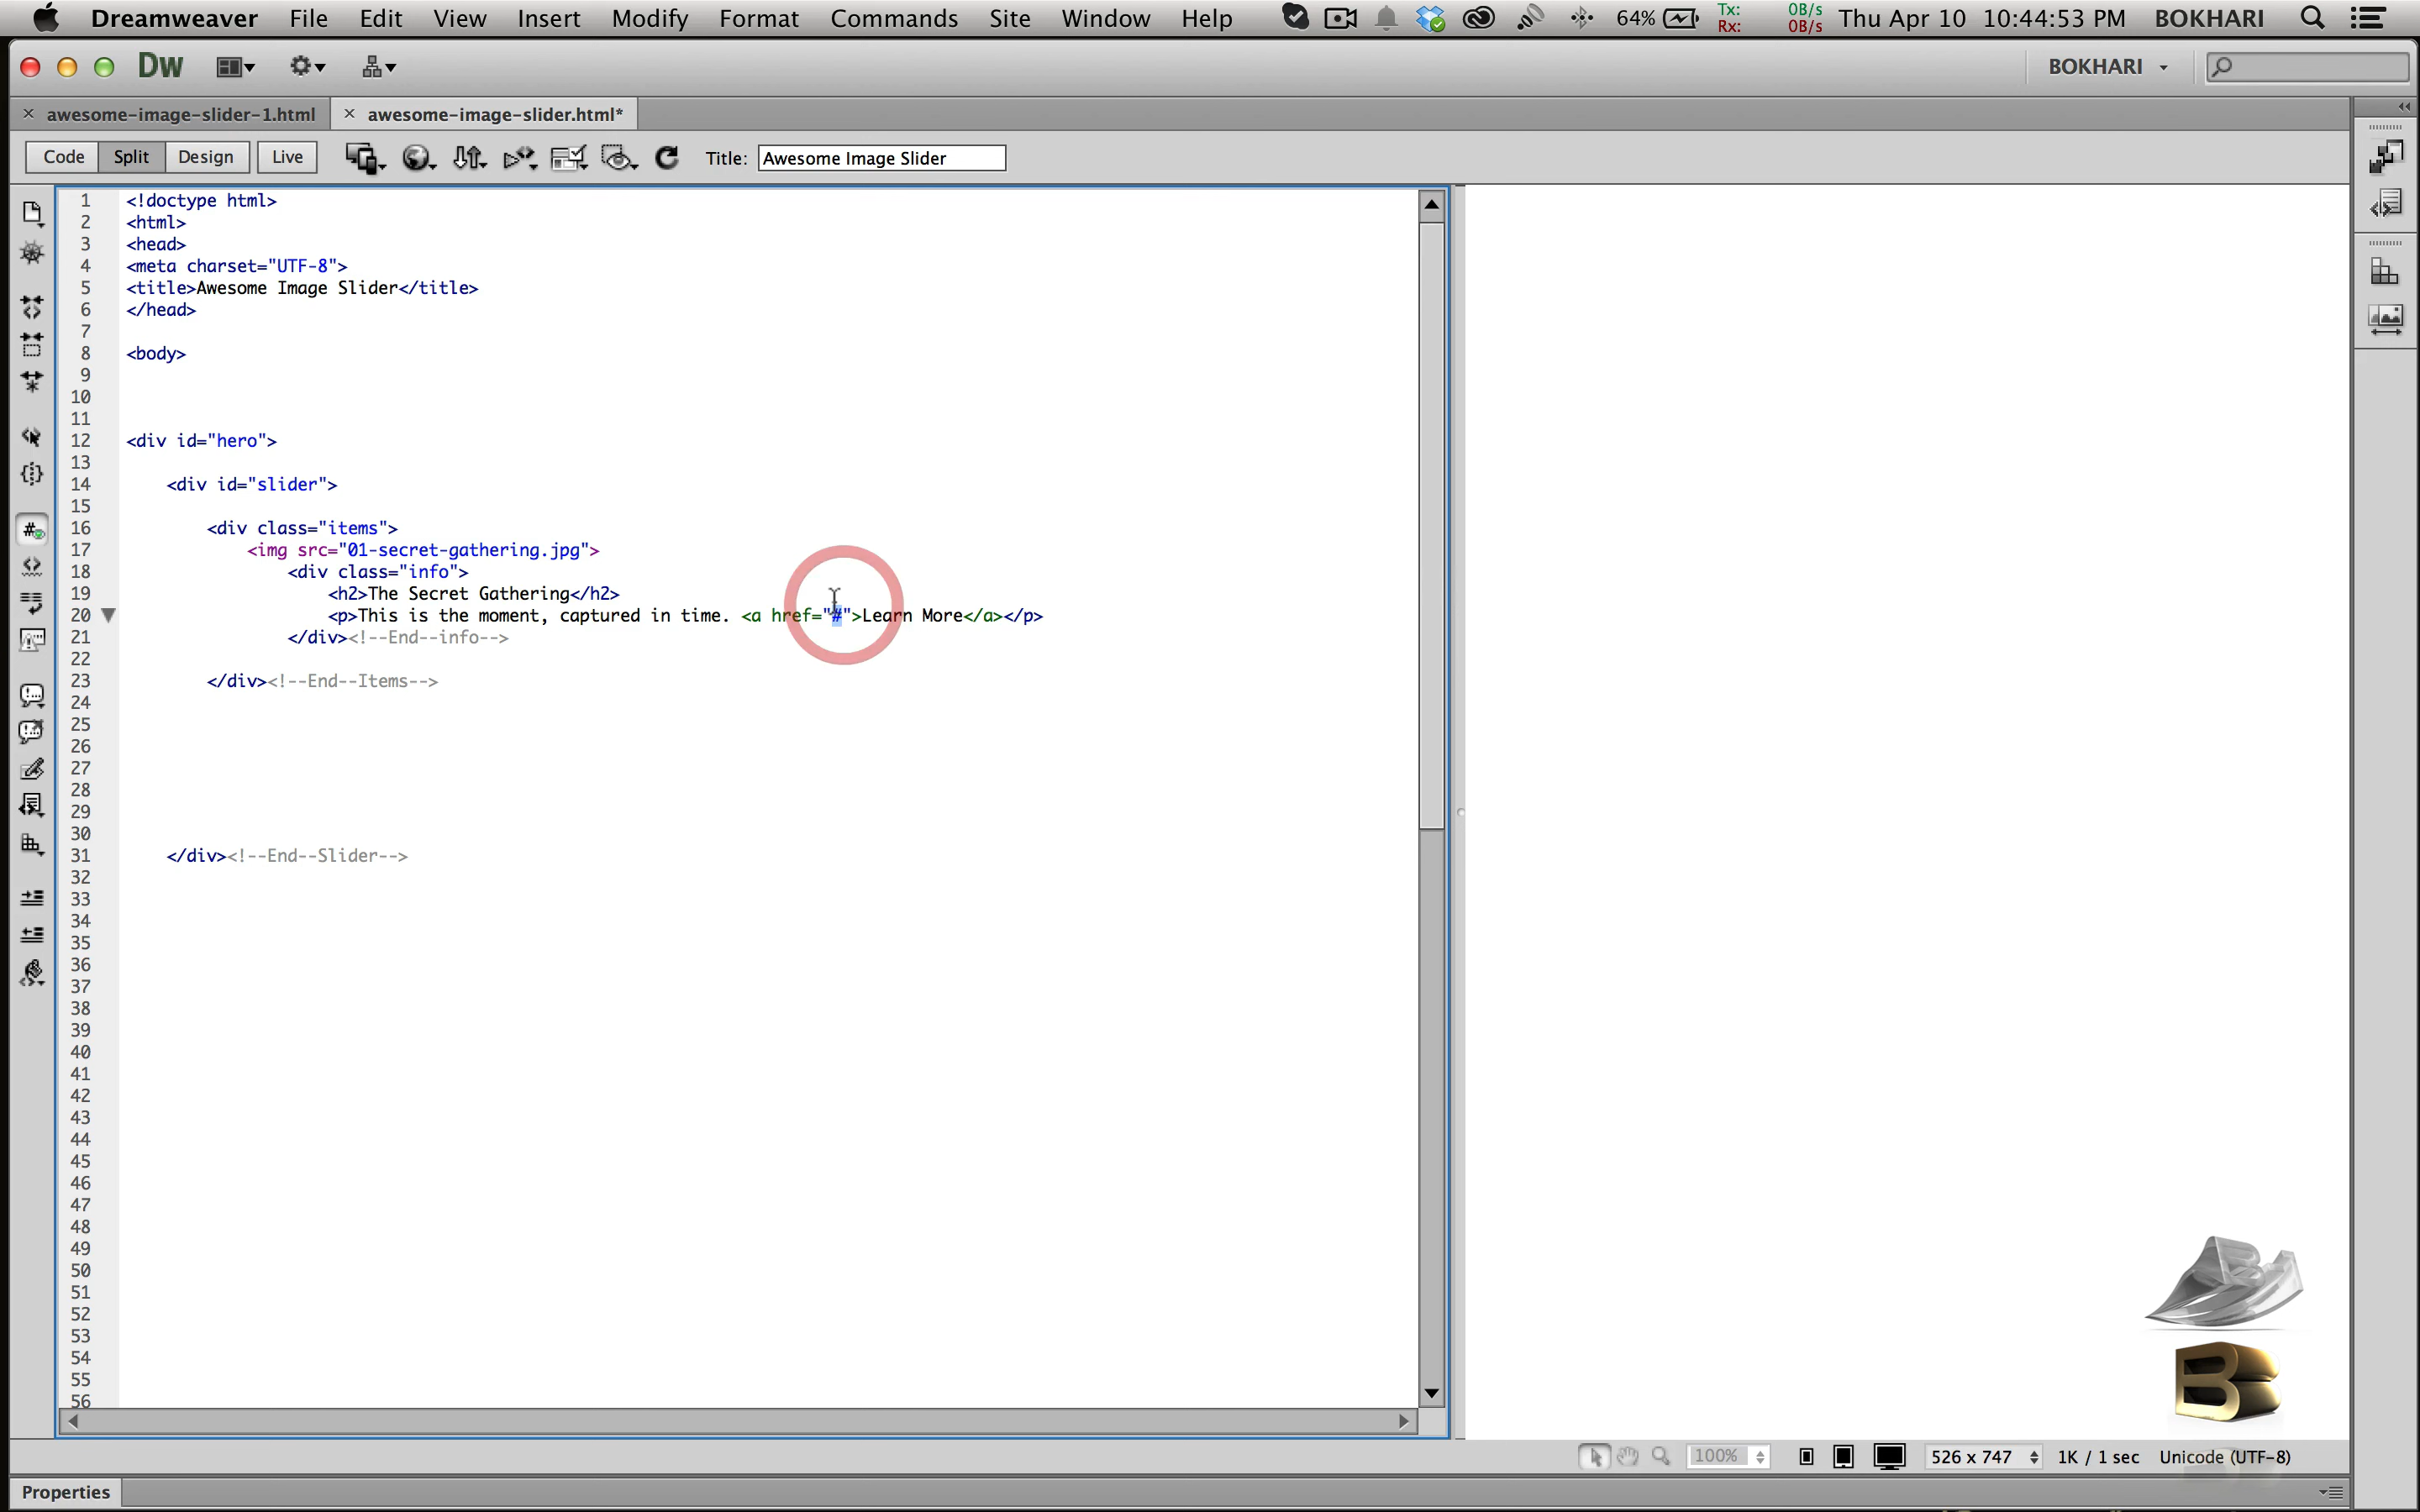 Dreamweaver File Edit View Insert Modify Format Commands Site Window Help 64% Tx: 0B/s Rx: 0B/s Thu Apr 10 10:44:53 PM BOKHARI
Dw BOKHARI
awesome-image-slider-1.html awesome-image-slider.html*
Code Split Design Live Title: Awesome Image Slider
1 <!doctype html>
2 <html>
3 <head>
4 <meta charset="UTF-8">
5 <title>Awesome Image Slider</title>
6 </head>
7
8 <body>
9
10
11
12 <div id="hero">
13
14 <div id="slider">
15
16 <div class="items">
17 <img src="01-secret-gathering.jpg">
18 <div class="info">
19 <h2>The Secret Gathering</h2>
20 <p>This is the moment, captured in time. <a href="#">Learn More</a></p>
21 </div><!--End--info-->
22
23 </div><!--End--Items-->
24
25
26
27
28
29
30
31 </div><!--End--Slider-->
32
33
34
35
36
37
38
39
40
41
42
43
44
45
46
47
48
49
50
51
52
53
54
55
56
B
100% 526 x 747 1K / 1 sec Unicode (UTF-8)
Properties